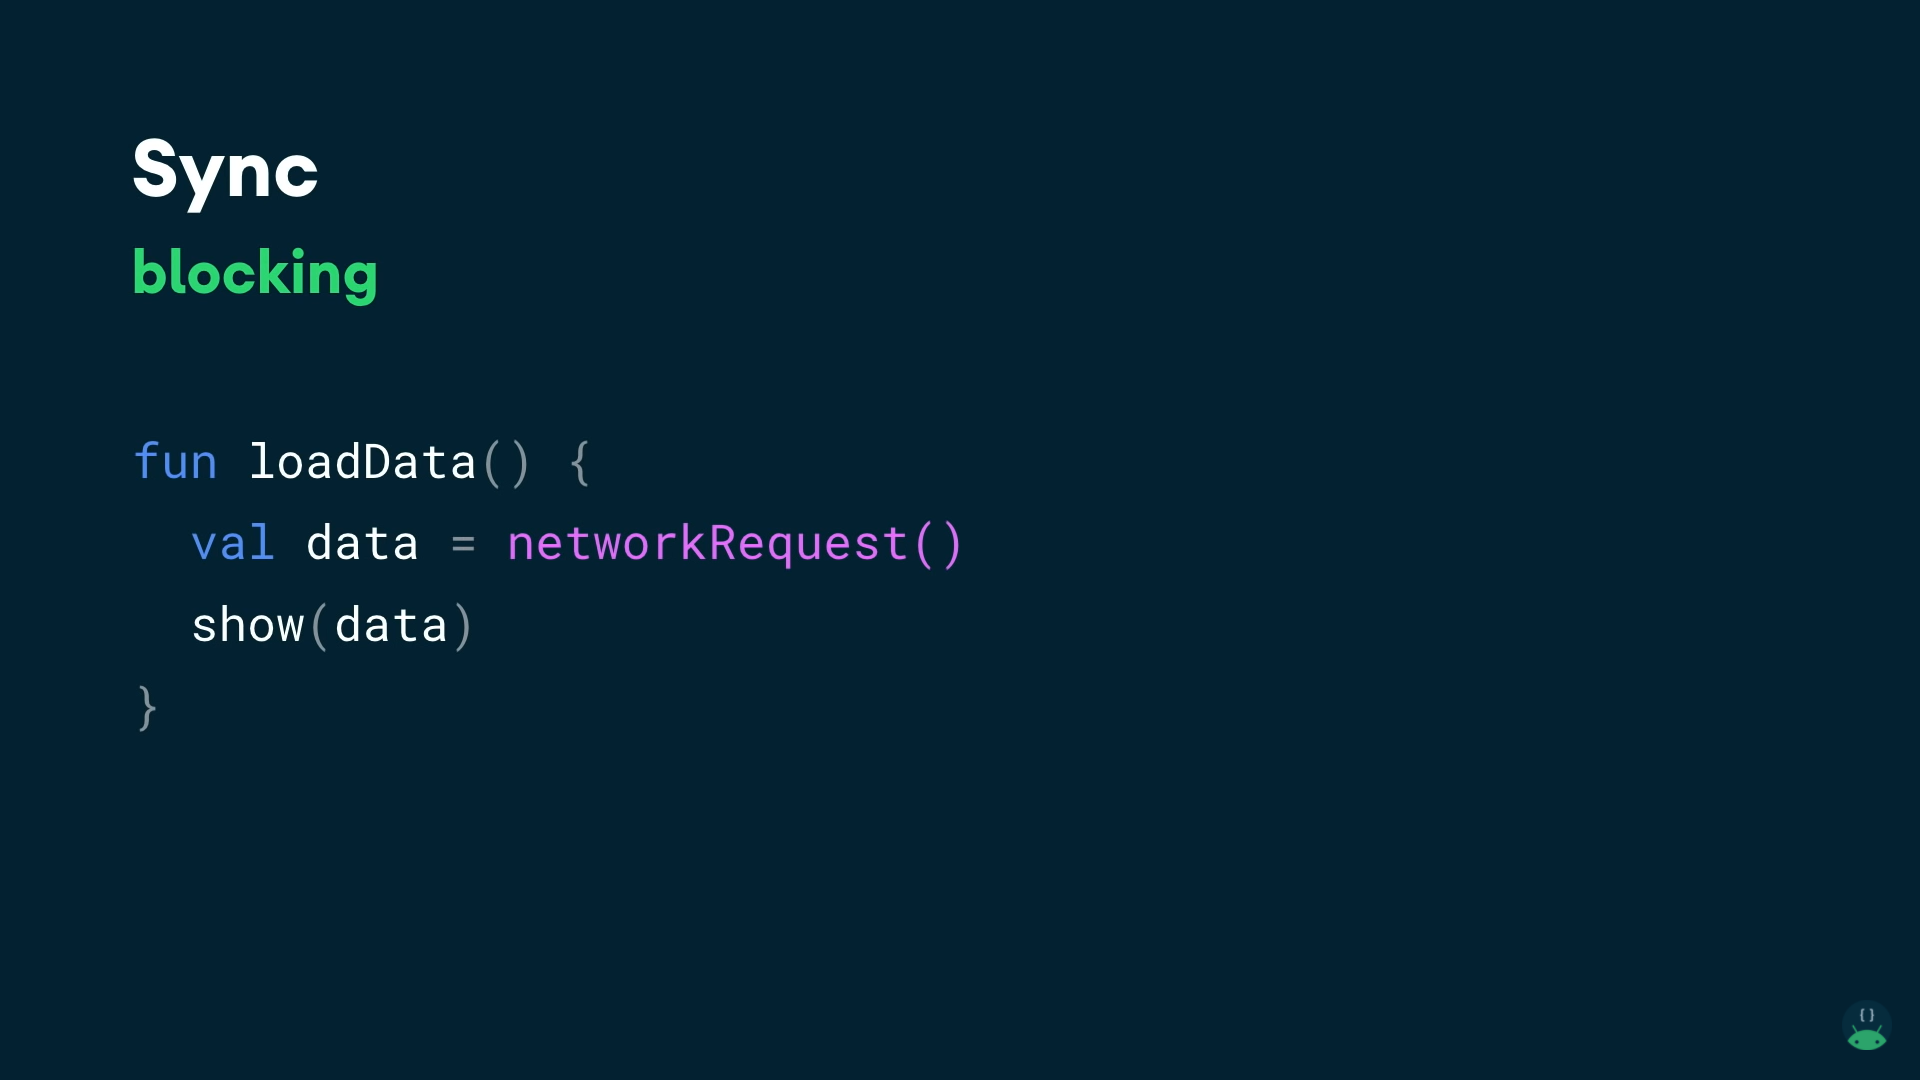 Sync
blocking
fun loadData() {
  val data = networkRequest()
  show(data)
}
{ }